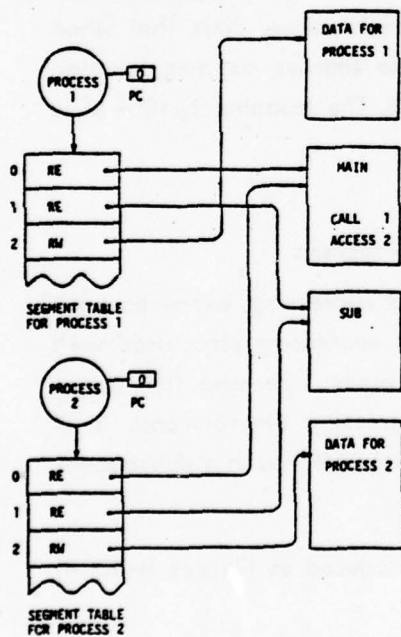 DATA FOR
PROCESS 1
PROCESS
1
0
PC
0 RE
1 RE
2 RW
SEGMENT TABLE
FOR PROCESS 1
MAIN
CALL 1
ACCESS 2
SUB
PROCESS
2
0
PC
0 RE
1 RE
2 RW
SEGMENT TABLE
FOR PROCESS 2
DATA FOR
PROCESS 2